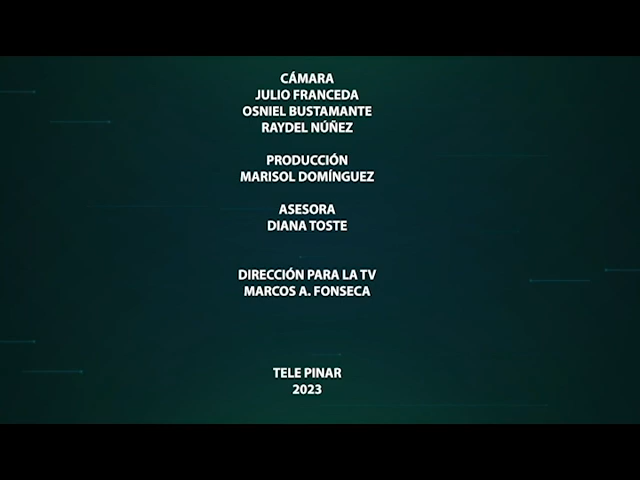 CÁMARA
JULIO FRANCEDA
OSNIEL BUSTAMANTE
RAYDEL NÚÑEZ
PRODUCCIÓN
MARISOL DOMÍNGUEZ
ASESORA
DIANA TOSTE
DIRECCIÓN PARA LA TV
MARCOS A. FONSECA
TELE PINAR
2023